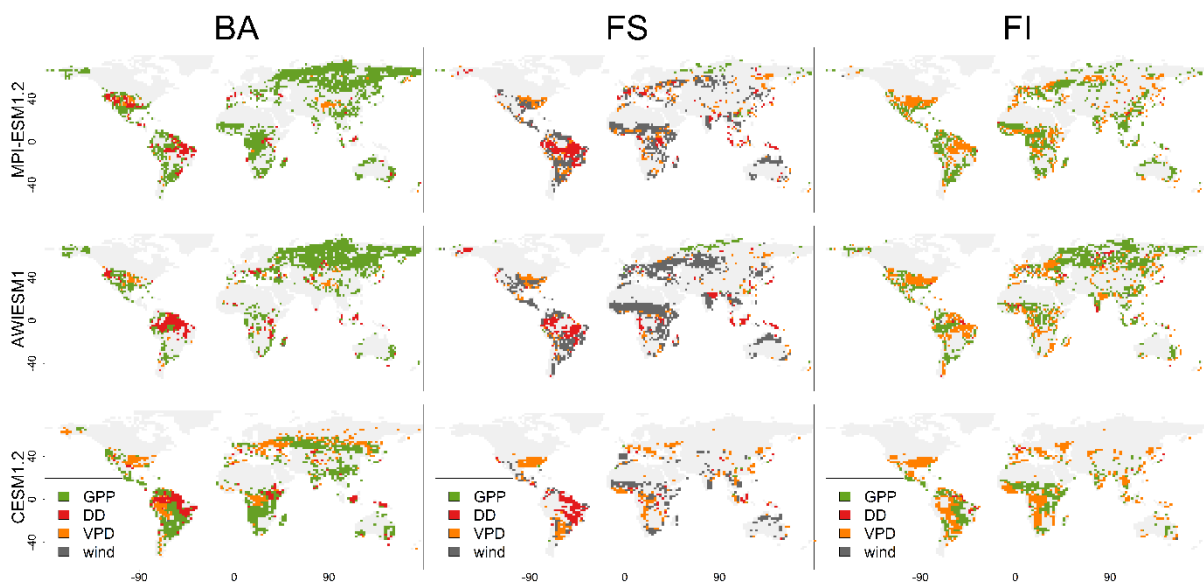 BA FS FI
MPI-ESM1.2
40
0
-40
AWIESM1
40
0
-40
CESM1.2
40
0
-40
GPP GPP GPP
DD DD DD
VPD VPD VPD
wind wind wind
-90 0 90 -90 0 90 -90 0 90